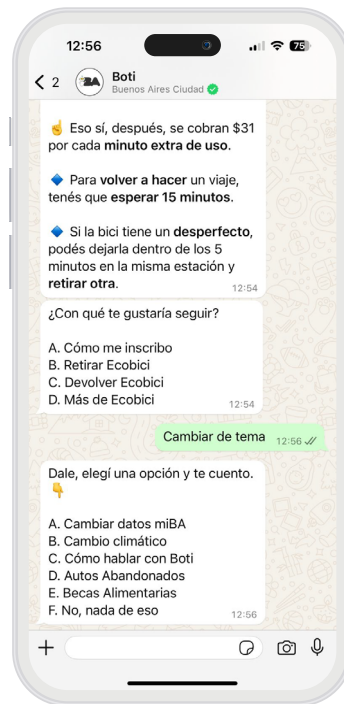 12:56
75
2
BA
Boti
Buenos Aires Ciudad
☝️ Eso sí, después, se cobran $31
por cada minuto extra de uso.
🔷 Para volver a hacer un viaje,
tenés que esperar 15 minutos.
🔷 Si la bici tiene un desperfecto,
podés dejarla dentro de los 5
minutos en la misma estación y
retirar otra.
12:54
¿Con qué te gustaría seguir?
A. Cómo me inscribo
B. Retirar Ecobici
C. Devolver Ecobici
D. Más de Ecobici
12:54
Cambiar de tema
12:56
Dale, elegí una opción y te cuento.
👇
A. Cambiar datos miBA
B. Cambio climático
C. Cómo hablar con Boti
D. Autos Abandonados
E. Becas Alimentarias
F. No, nada de eso
12:56